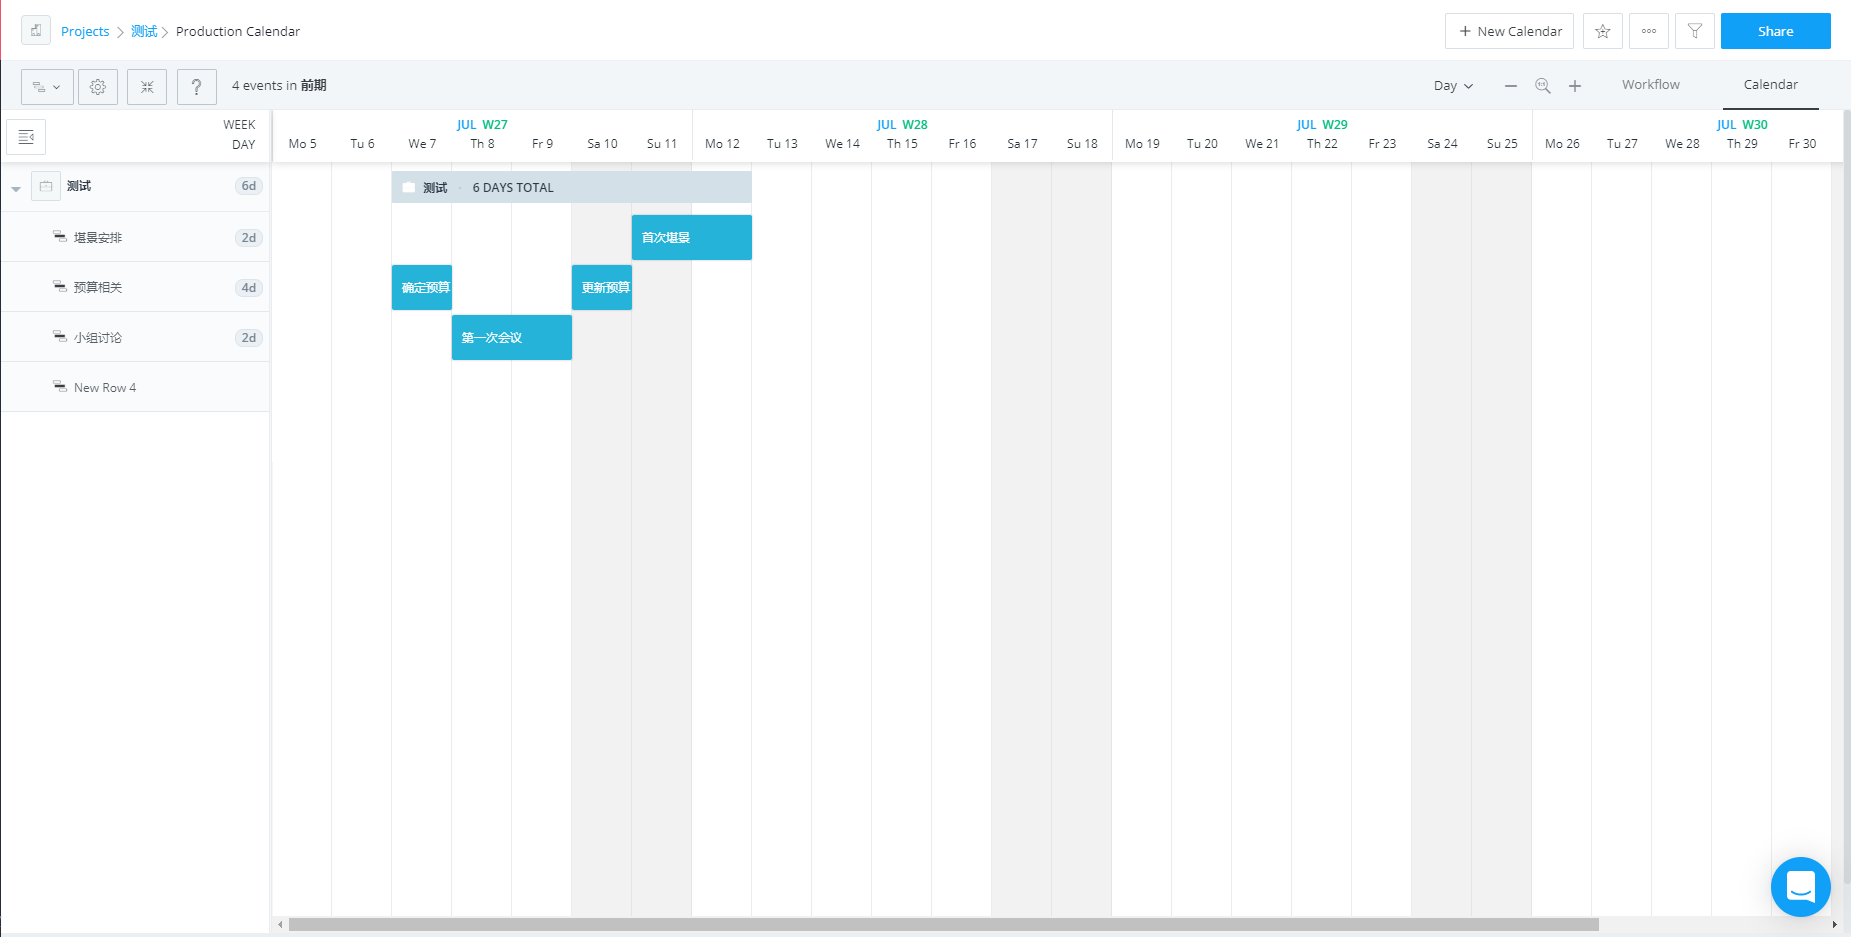 Projects > 测试 > Production Calendar
+ New Calendar
Share
?
4 events in 前期
Day
Workflow
Calendar
WEEK
DAY
JUL W27
JUL W28
JUL W29
JUL W30
Mo 5 Tu 6 We 7 Th 8 Fr 9 Sa 10 Su 11 Mo 12 Tu 13 We 14 Th 15 Fr 16 Sa 17 Su 18 Mo 19 Tu 20 We 21 Th 22 Fr 23 Sa 24 Su 25 Mo 26 Tu 27 We 28 Th 29 Fr 30
测试 6d
测试 · 6 DAYS TOTAL
堪景安排 2d
首次堪景
预算相关 4d
确定预算
更新预算
小组讨论 2d
第一次会议
New Row 4